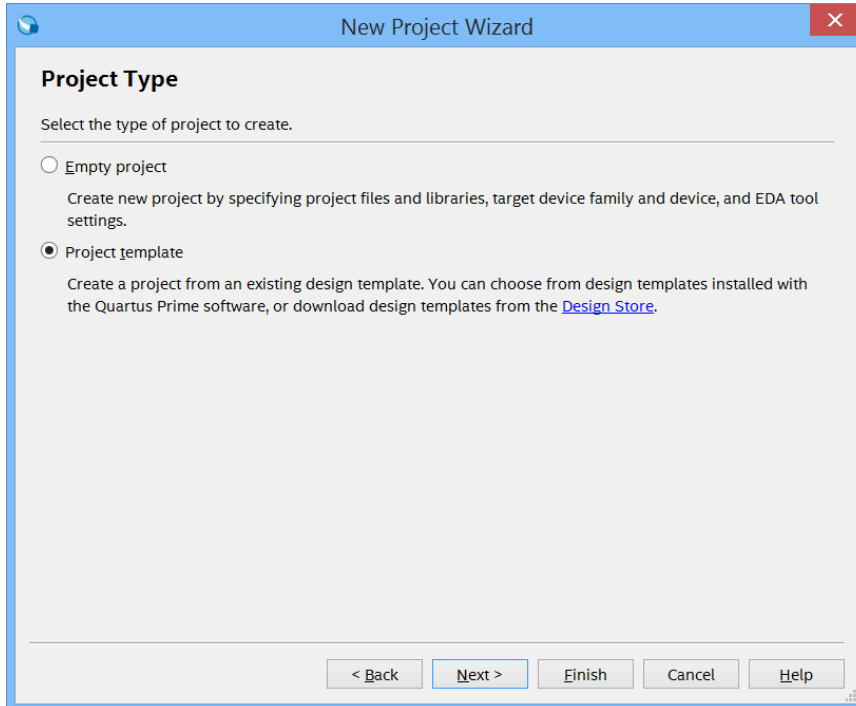 New Project Wizard
Project Type
Select the type of project to create.
Empty project
Create new project by specifying project files and libraries, target device family and device, and EDA tool
settings.
Project template
Create a project from an existing design template. You can choose from design templates installed with
the Quartus Prime software, or download design templates from the Design Store.
< Back Next > Finish Cancel Help